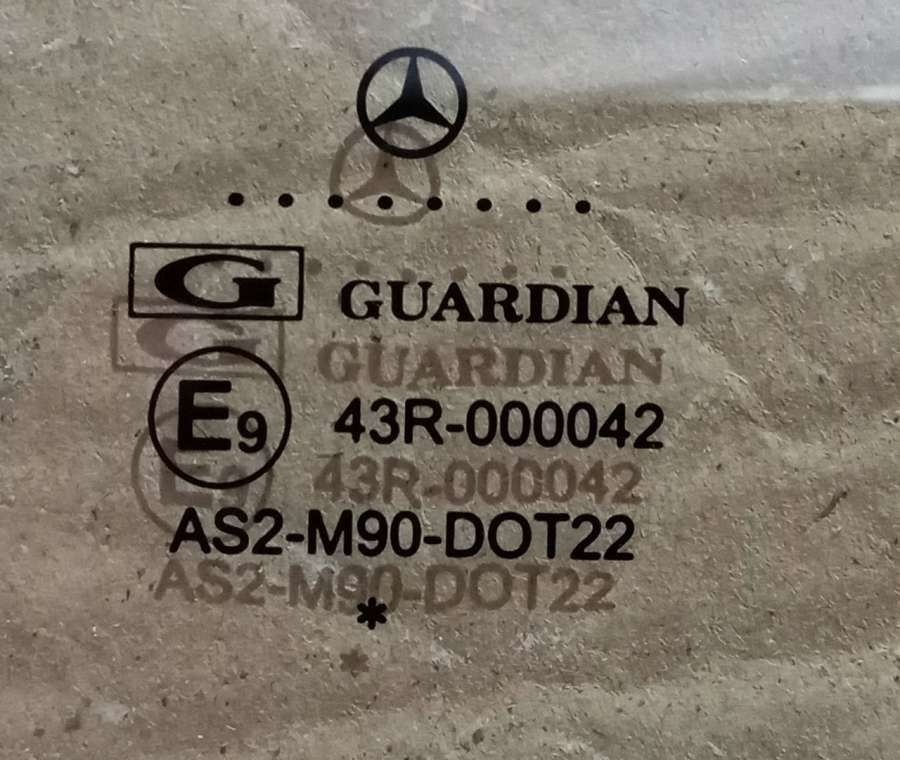 G GUARDIAN
E9 43R-000042
AS2-M90-DOT22
*